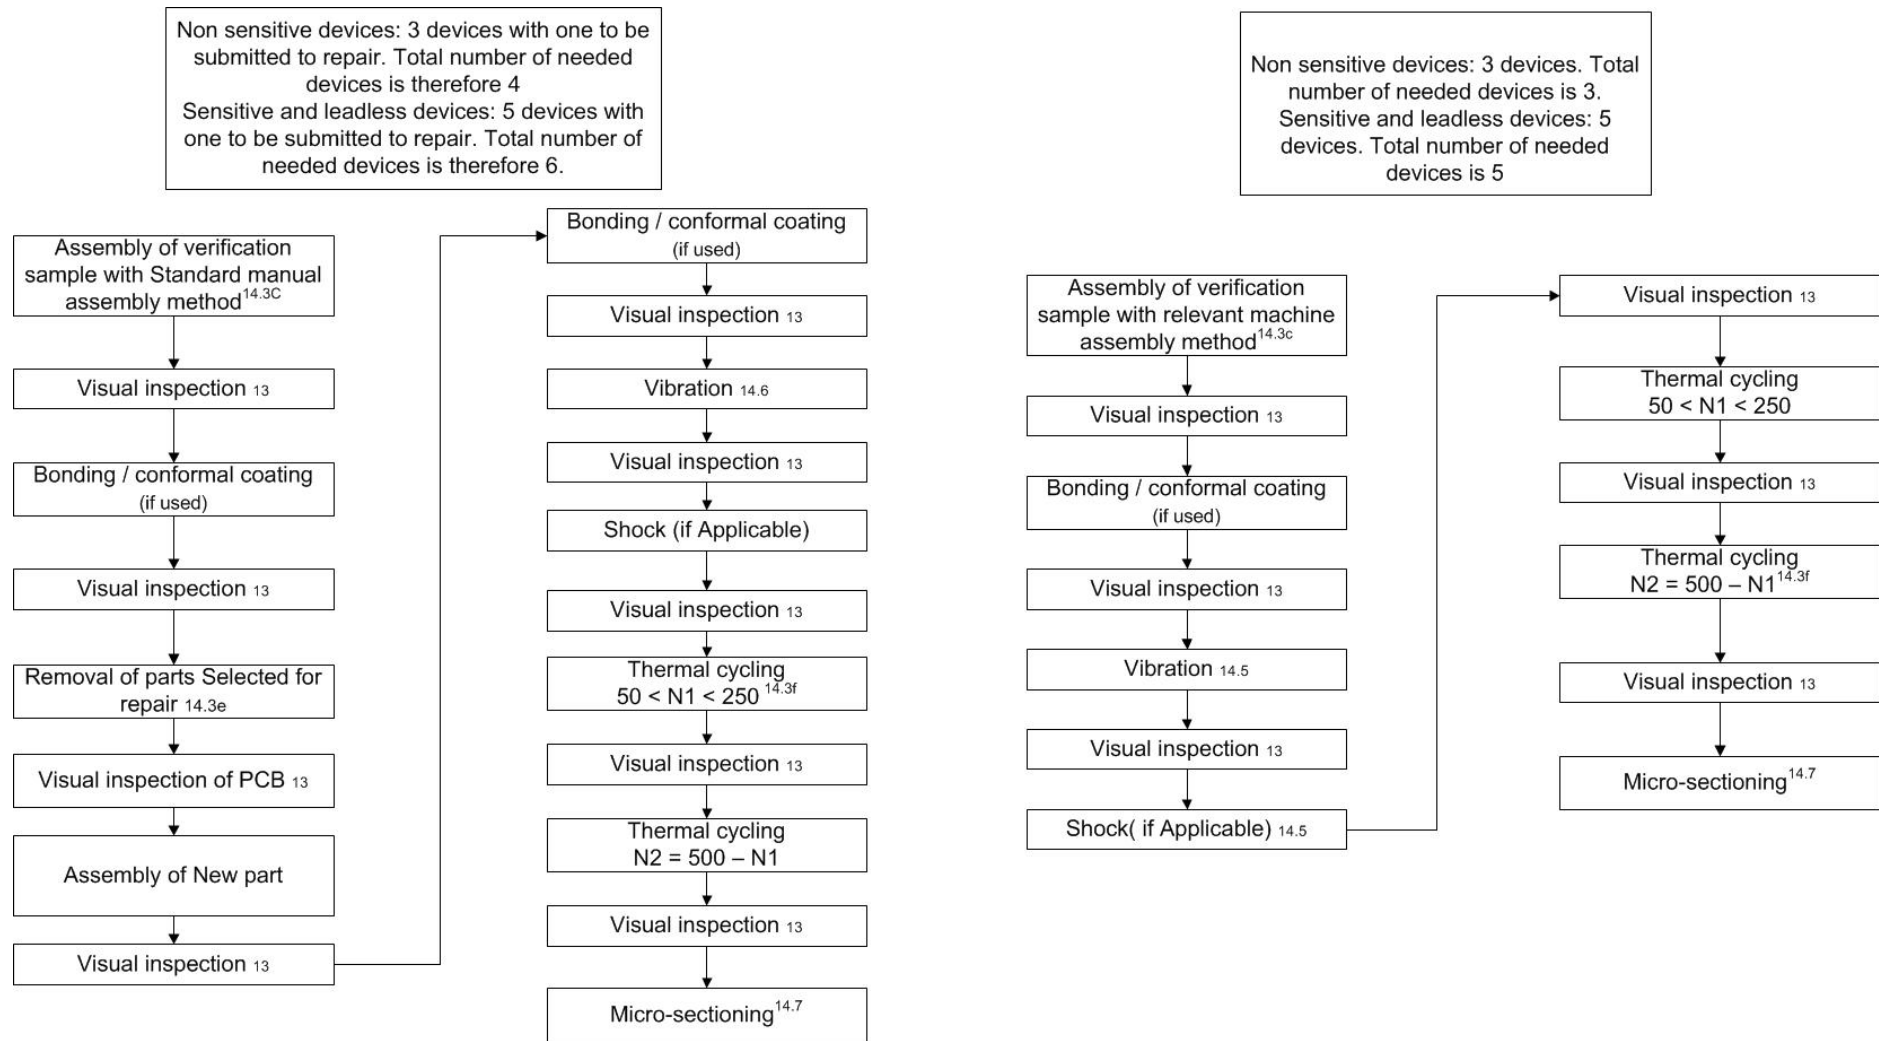 Non sensitive devices: 3 devices with one to be
submitted to repair. Total number of needed
devices is therefore 4
Sensitive and leadless devices: 5 devices with
one to be submitted to repair. Total number of
needed devices is therefore 6.
Assembly of verification
sample with Standard manual
assembly method14.3C
Visual inspection 13
Bonding / conformal coating
(if used)
Visual inspection 13
Removal of parts Selected for
repair 14.3e
Visual inspection of PCB 13
Assembly of New part
Visual inspection 13
Bonding / conformal coating
(if used)
Visual inspection 13
Vibration 14.6
Visual inspection 13
Shock (if Applicable)
Visual inspection 13
Thermal cycling
50 < N1 < 250 14.3f
Visual inspection 13
Thermal cycling
N2 = 500 – N1
Visual inspection 13
Micro-sectioning14.7
Non sensitive devices: 3 devices. Total
number of needed devices is 3.
Sensitive and leadless devices: 5
devices. Total number of needed
devices is 5
Assembly of verification
sample with relevant machine
assembly method14.3c
Visual inspection 13
Bonding / conformal coating
(if used)
Visual inspection 13
Vibration 14.5
Visual inspection 13
Shock( if Applicable) 14.5
Visual inspection 13
Thermal cycling
50 < N1 < 250
Visual inspection 13
Thermal cycling
N2 = 500 – N114.3f
Visual inspection 13
Micro-sectioning14.7